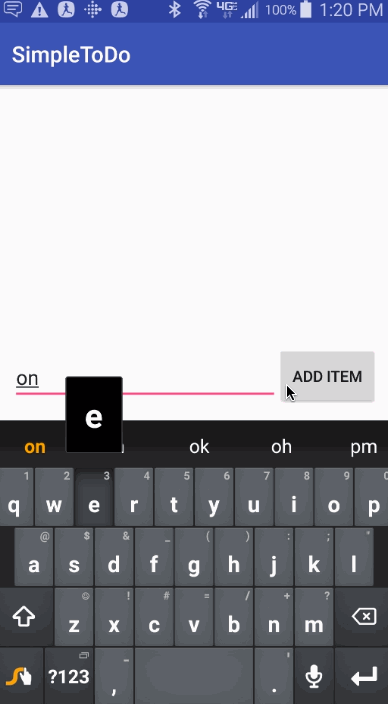 4G 100% 1:20 PM
SimpleToDo
on
ADD ITEM
e
on ok oh pm
1 2 3 4 5 6 7 8 9 0
q w e r t y u i o p
@ $ & _ ( ) : ; "
a s d f g h j k l
! # = / + ?
z x c v b n m
?123 , - . '